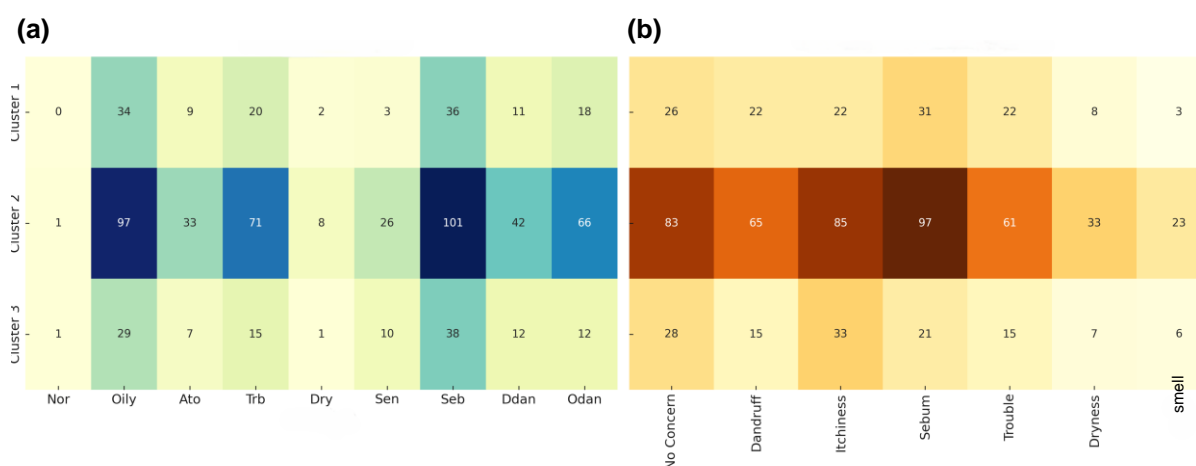 (a)
(b)
Cluster 1
0 34 9 20 2 3 36 11 18
26 22 22 31 22 8 3
Cluster 2
1 97 33 71 8 26 101 42 66
83 65 85 97 61 33 23
Cluster 3
1 29 7 15 1 10 38 12 12
28 15 33 21 15 7 6
Nor Oily Ato Trb Dry Sen Seb Ddan Odan
No Concern Dandruff Itchiness Sebum Trouble Dryness smell